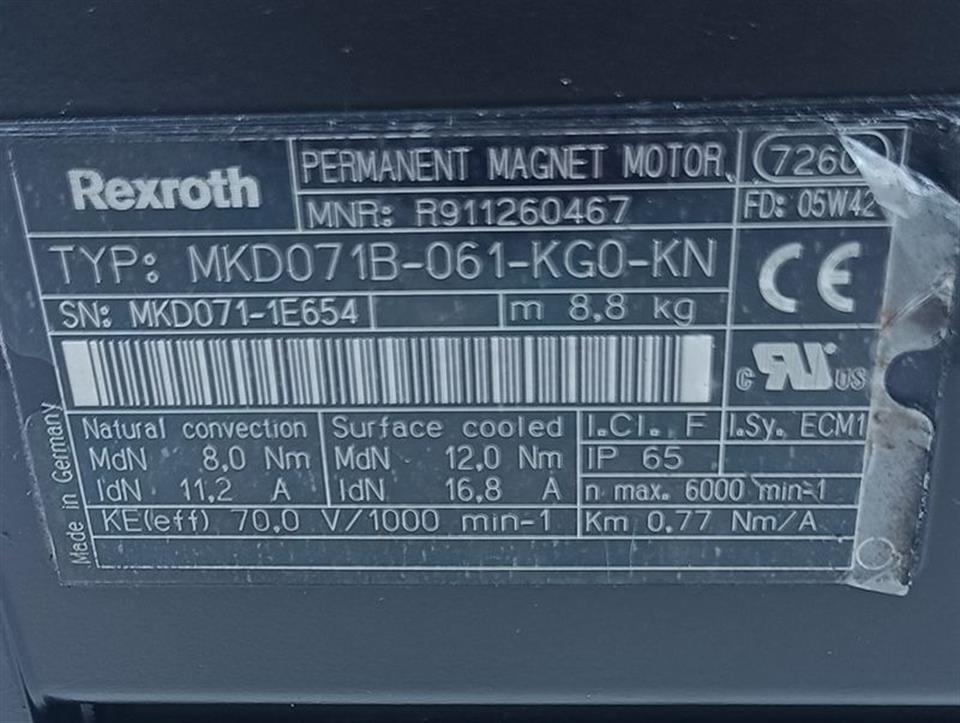 Rexroth
PERMANENT MAGNET MOTOR
MNR: R911260467
FD: 05W42
TYP: MKD071B-061-KG0-KN
CE
SN: MKD071-1E654
m 8,8 kg
C RU US
Made in Germany
Natural convection
MdN 8,0 Nm
IdN 11,2 A
Surface cooled
MdN 12,0 Nm
IdN 16,8 A
I.Cl. F
I.Sy. ECM1
IP 65
n max. 6000 min-1
KE(eff) 70,0 V/1000 min-1
Km 0,77 Nm/A